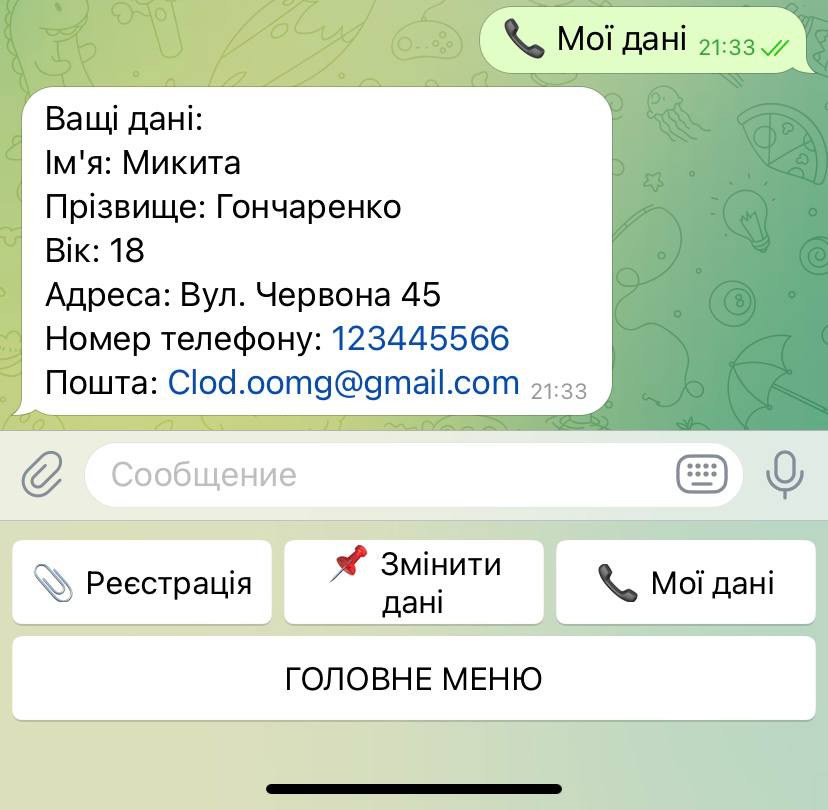 📞 Мої дані 21:33
Ващі дані:
Ім'я: Микита
Прізвище: Гончаренко
Вік: 18
Адреса: Вул. Червона 45
Номер телефону: 123445566
Пошта: Clod.oomg@gmail.com 21:33
Сообщение
📎 Реєстрація
📌 Змінити
дані
📞 Мої дані
ГОЛОВНЕ МЕНЮ